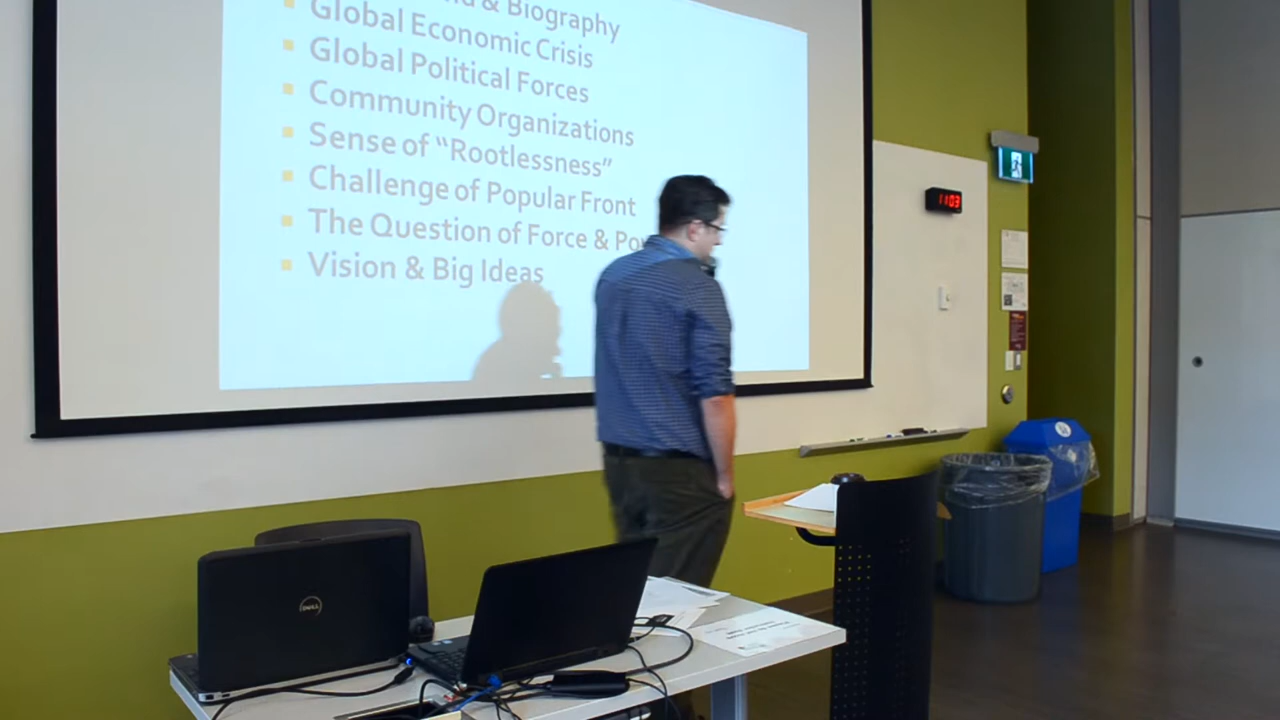 & Biography
Global Economic Crisis
Global Political Forces
Community Organizations
Sense of “Rootlessness”
Challenge of Popular Front
The Question of Force &
Vision & Big Ideas
1103
DELL